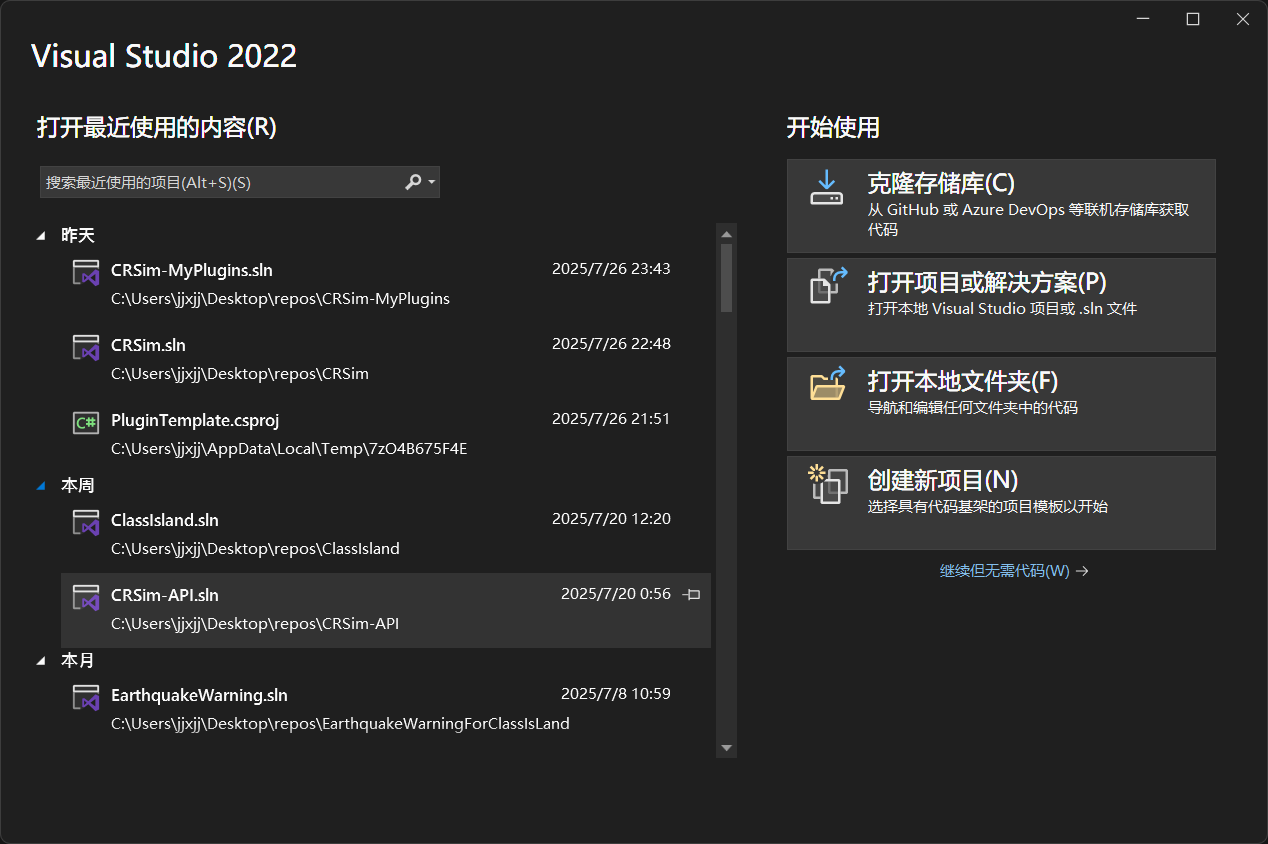 Visual Studio 2022
打开最近使用的内容(R)
搜索最近使用的项目(Alt+S)(S)
昨天
CRSim-MyPlugins.sln 2025/7/26 23:43
C:\Users\jjxjj\Desktop\repos\CRSim-MyPlugins
CRSim.sln 2025/7/26 22:48
C:\Users\jjxjj\Desktop\repos\CRSim
C# PluginTemplate.csproj 2025/7/26 21:51
C:\Users\jjxjj\AppData\Local\Temp\7zO4B675F4E
本周
ClassIsland.sln 2025/7/20 12:20
C:\Users\jjxjj\Desktop\repos\ClassIsland
CRSim-API.sln 2025/7/20 0:56
C:\Users\jjxjj\Desktop\repos\CRSim-API
本月
EarthquakeWarning.sln 2025/7/8 10:59
C:\Users\jjxjj\Desktop\repos\EarthquakeWarningForClassIsLand
开始使用
克隆存储库(C)
从 GitHub 或 Azure DevOps 等联机存储库获取
代码
打开项目或解决方案(P)
打开本地 Visual Studio 项目或 .sln 文件
打开本地文件夹(F)
导航和编辑任何文件夹中的代码
创建新项目(N)
选择具有代码基架的项目模板以开始
继续但无需代码(W) →